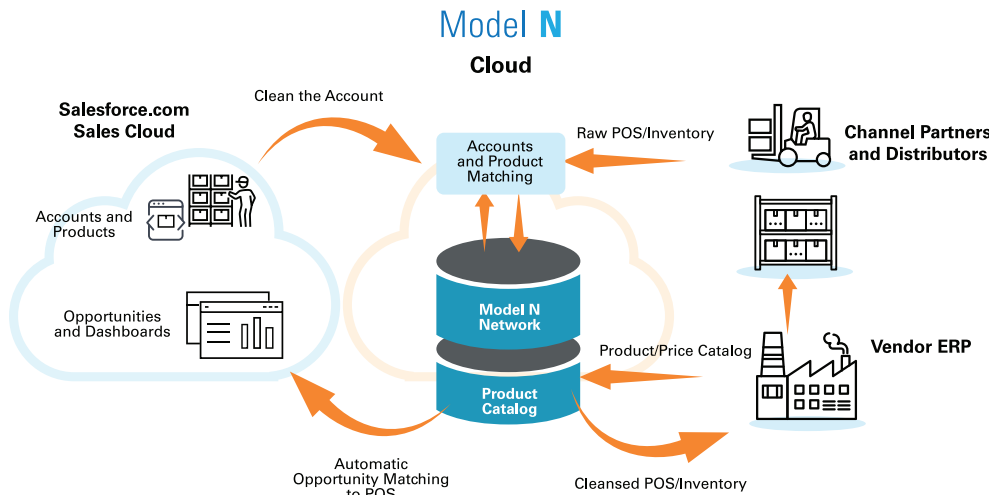 Model N
Cloud
Salesforce.com
Sales Cloud
Clean the Account
Raw POS/Inventory
Channel Partners
and Distributors
Accounts
and Product
Matching
Accounts and
Products
Opportunities
and Dashboards
Model N
Network
Product/Price Catalog
Vendor ERP
Product
Catalog
Automatic
Opportunity Matching
to POS
Cleansed POS/Inventory